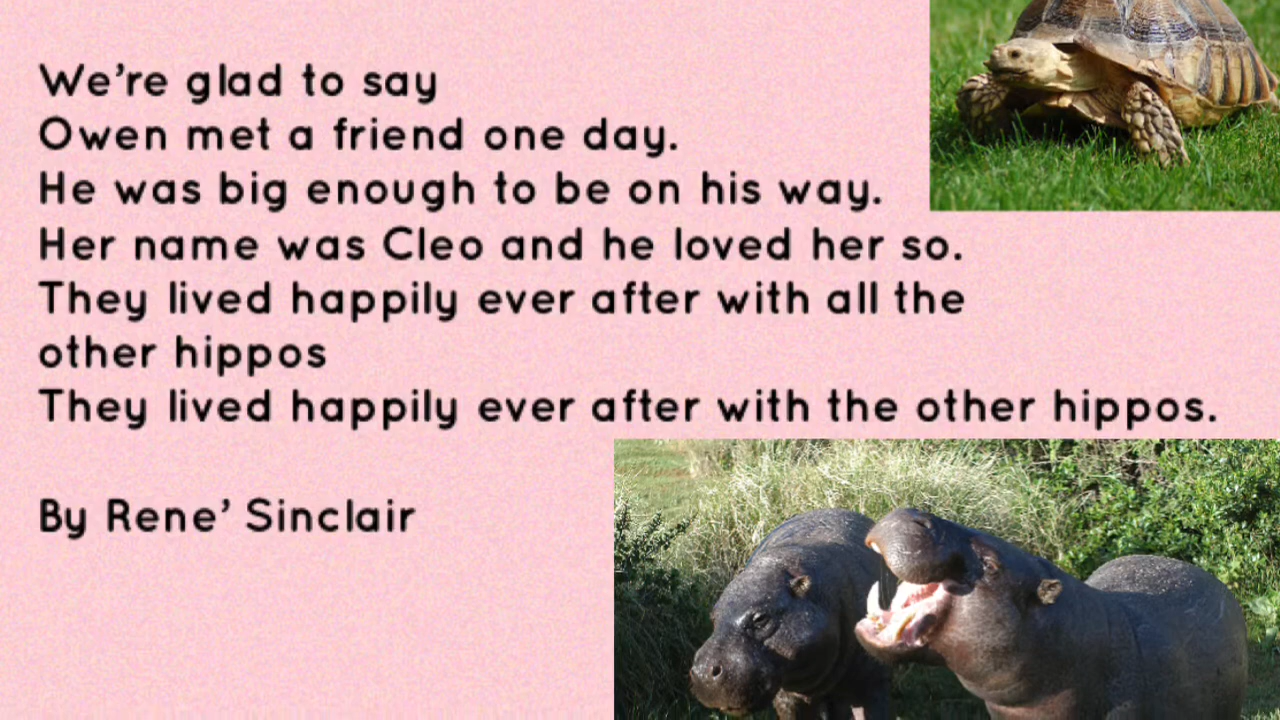 We're glad to say
Owen met a friend one day.
He was big enough to be on his way.
Her name was Cleo and he loved her so.
They lived happily ever after with all the
other hippos
They lived happily ever after with the other hippos.
By Rene' Sinclair